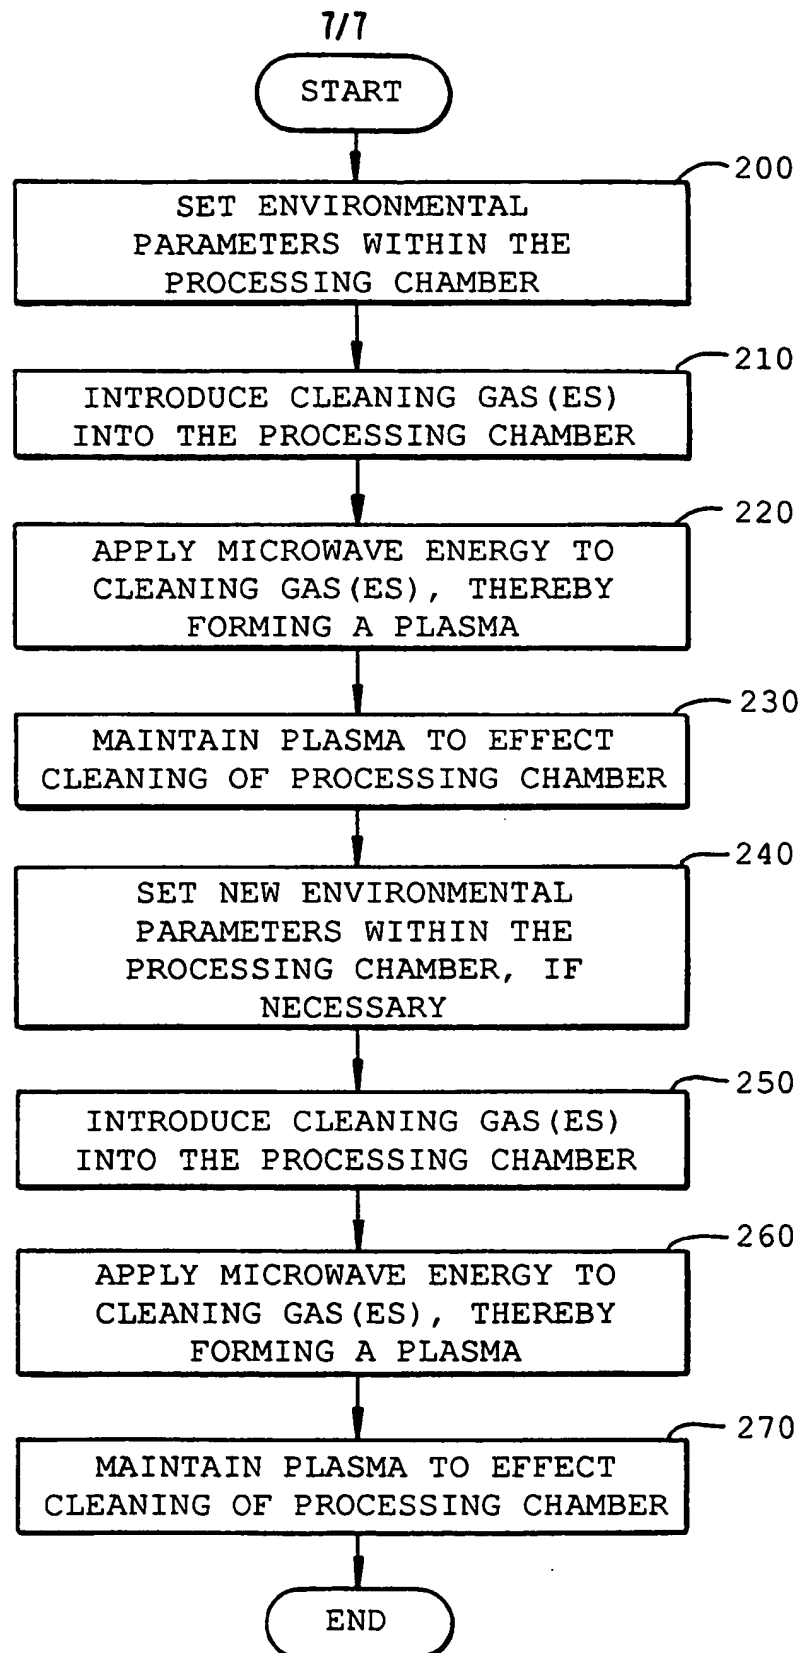 7/7
START
200
SET ENVIRONMENTAL
PARAMETERS WITHIN THE
PROCESSING CHAMBER
210
INTRODUCE CLEANING GAS(ES)
INTO THE PROCESSING CHAMBER
220
APPLY MICROWAVE ENERGY TO
CLEANING GAS(ES), THEREBY
FORMING A PLASMA
230
MAINTAIN PLASMA TO EFFECT
CLEANING OF PROCESSING CHAMBER
240
SET NEW ENVIRONMENTAL
PARAMETERS WITHIN THE
PROCESSING CHAMBER, IF
NECESSARY
250
INTRODUCE CLEANING GAS(ES)
INTO THE PROCESSING CHAMBER
260
APPLY MICROWAVE ENERGY TO
CLEANING GAS(ES), THEREBY
FORMING A PLASMA
270
MAINTAIN PLASMA TO EFFECT
CLEANING OF PROCESSING CHAMBER
END